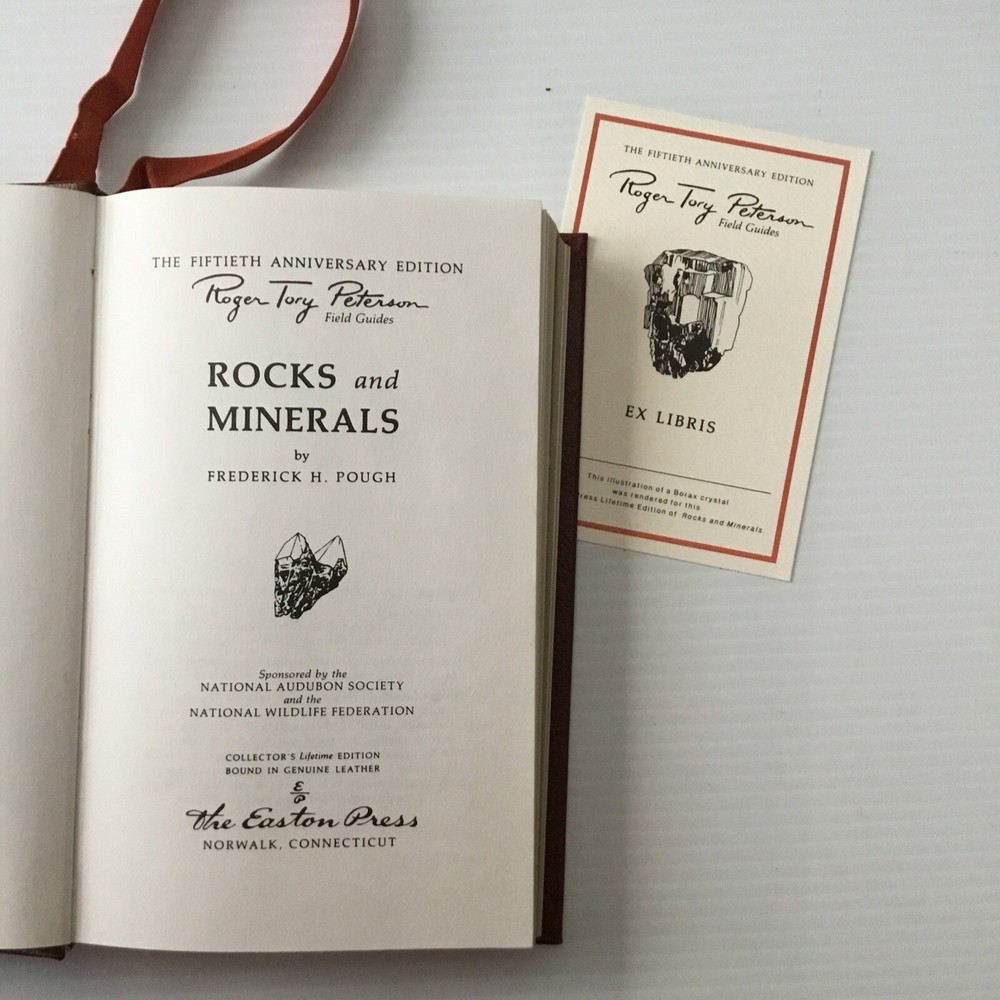 THE FIFTIETH ANNIVERSARY EDITION
Roger Tory Peterson
Field Guides
ROCKS and
MINERALS
by
FREDERICK H. POUGH
Sponsored by the
NATIONAL AUDUBON SOCIETY
and the
NATIONAL WILDLIFE FEDERATION
COLLECTOR'S Lifetime EDITION
BOUND IN GENUINE LEATHER
E
P
the Easton Press
NORWALK, CONNECTICUT
THE FIFTIETH ANNIVERSARY EDITION
Roger Tory Peterson
Field Guides
EX LIBRIS
This illustration of a Borax crystal
was rendered for this
ress Lifetime Edition of Rocks and Minerals.